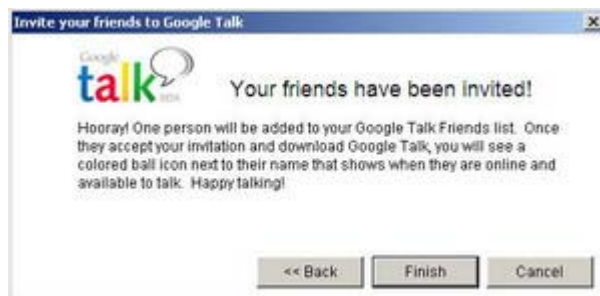 Invite your friends to Google Talk
Google
talk
BETA
Your friends have been invited!
Hooray! One person will be added to your Google Talk Friends list. Once
they accept your invitation and download Google Talk, you will see a
colored ball icon next to their name that shows when they are online and
available to talk. Happy talking!
<< Back
Finish
Cancel